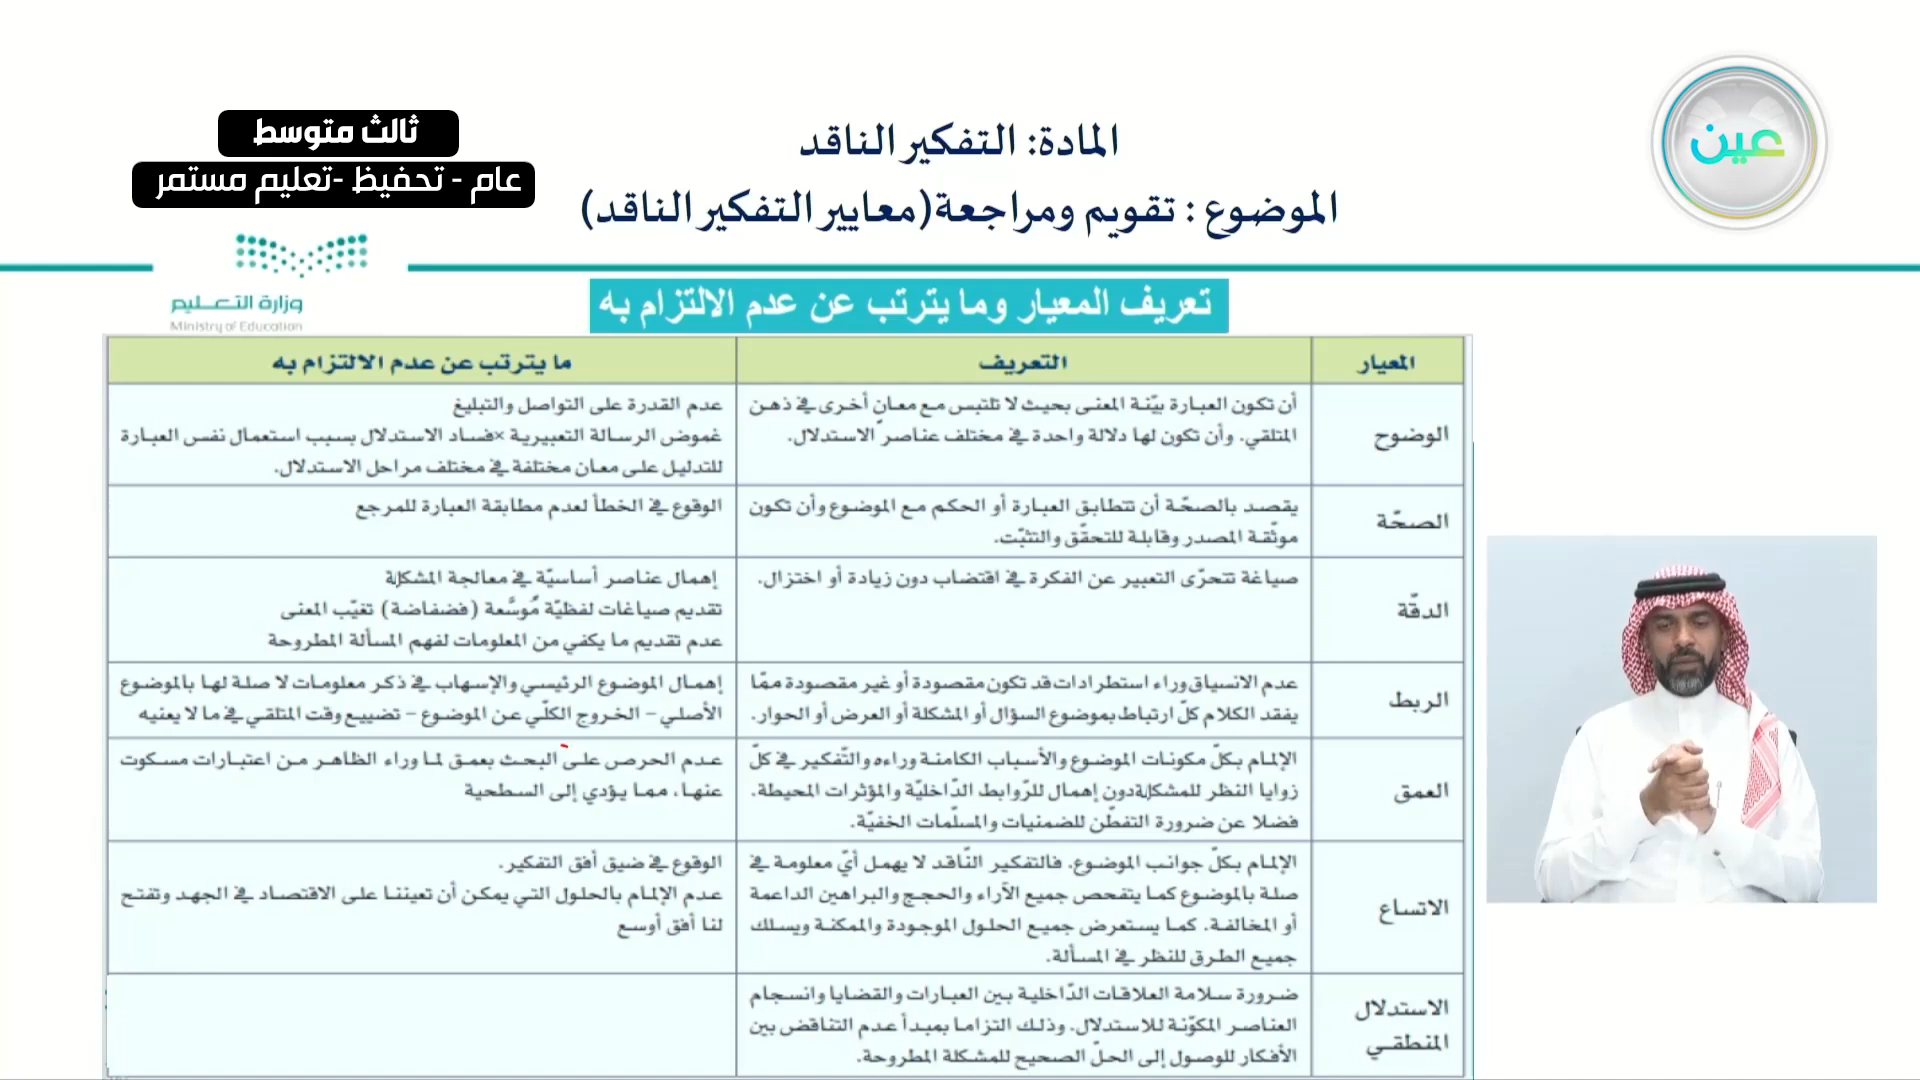 عين
المادة: التفكير الناقد
الموضوع : تقويم ومراجعة(معايير التفكير الناقد)
ثالث متوسط
عام - تحفيظ -تعليم مستمر
وزارة التعـــليم
Ministry of Education
تعريف المعيار وما يترتب عن عدم الالتزام به
المعيار
التعريف
ما يترتب عن عدم الالتزام به
الوضوح
أن تكون العبارة بيّنة المعنى بحيث لا تلتبس مع معانٍ أخرى في ذهن
المتلقي. وأن تكون لها دلالة واحدة في مختلف عناصر الاستدلال.
عدم القدرة على التواصل والتبليغ
غموض الرسالة التعبيرية ×فساد الاستدلال بسبب استعمال نفس العبارة
للتدليل على معان مختلفة في مختلف مراحل الاستدلال.
الصحّة
يقصد بالصحّة أن تتطابق العبارة أو الحكم مع الموضوع وأن تكون
موثّقة المصدر وقابلة للتحقّق والتثبّت.
الوقوع في الخطأ لعدم مطابقة العبارة للمرجع
الدقّة
صياغة تتحرّى التعبير عن الفكرة في اقتضاب دون زيادة أو اختزال.
إهمال عناصر أساسيّة في معالجة المشكلة
تقديم صياغات لفظيّة مُوسَّعة (فضفاضة) تغيّب المعنى
عدم تقديم ما يكفي من المعلومات لفهم المسألة المطروحة
الربط
عدم الانسياق وراء استطرادات قد تكون مقصودة أو غير مقصودة ممّا
يفقد الكلام كلّ ارتباط بموضوع السؤال أو المشكلة أو العرض أو الحوار.
إهمال الموضوع الرئيسي والإسهاب في ذكر معلومات لا صلة لها بالموضوع
الأصلي – الخروج الكلّي عن الموضوع – تضييع وقت المتلقي في ما لا يعنيه
العمق
الإلمام بكلّ مكونات الموضوع والأسباب الكامنة وراءه والتّفكير في كلّ
زوايا النظر للمشكلةدون إهمال للرّوابط الدّاخليّة والمؤثرات المحيطة.
فضلا عن ضرورة التفطّن للضمنيات والمسلّمات الخفيّة.
عدم الحرص على البحث بعمق لما وراء الظاهر من اعتبارات مسكوت
عنها، مما يؤدي إلى السطحية
الاتساع
الإلمام بكلّ جوانب الموضوع. فالتفكير النّاقد لا يهمل أيّ معلومة في
صلة بالموضوع كما يتفحص جميع الآراء والحجج والبراهين الداعمة
أو المخالفة. كما يستعرض جميع الحلول الموجودة والممكنة ويسلك
جميع الطرق للنظر في المسألة.
الوقوع في ضيق أفق التفكير.
عدم الإلمام بالحلول التي يمكن أن تعيننا على الاقتصاد في الجهد وتفتح
لنا أفق أوسع
الاستدلال
المنطقي
ضرورة سلامة العلاقات الدّاخلية بين العبارات والقضايا وانسجام
العناصر المكوّنة للاستدلال. وذلك التزاما بمبدأ عدم التناقض بين
الأفكار للوصول إلى الحلّ الصحيح للمشكلة المطروحة.